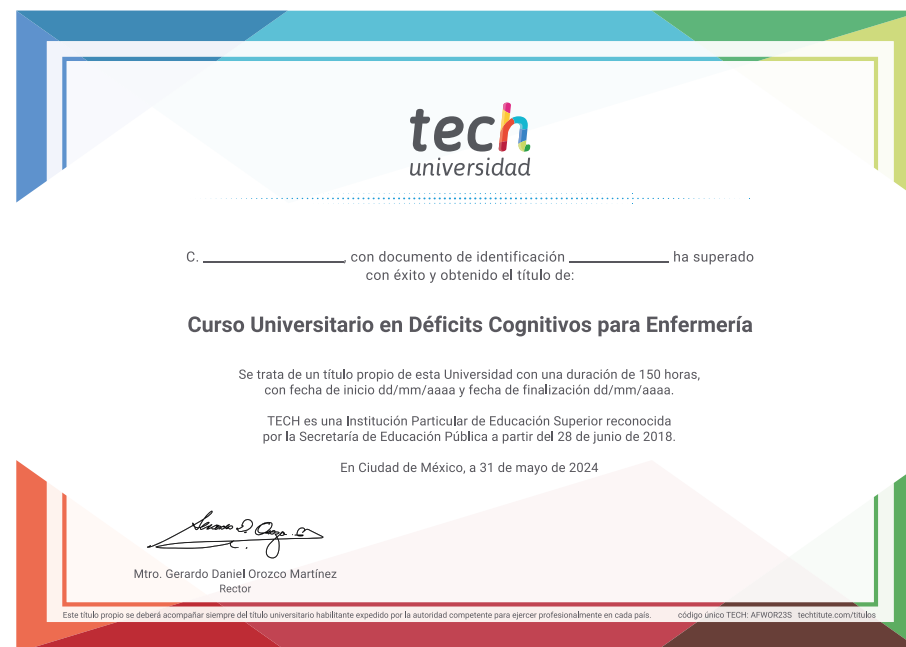 tech
universidad
C. ____________________, con documento de identificación ______________ ha superado
con éxito y obtenido el título de:
Curso Universitario en Déficits Cognitivos para Enfermería
Se trata de un título propio de esta Universidad con una duración de 150 horas,
con fecha de inicio dd/mm/aaaa y fecha de finalización dd/mm/aaaa.
TECH es una Institución Particular de Educación Superior reconocida
por la Secretaría de Educación Pública a partir del 28 de junio de 2018.
En Ciudad de México, a 31 de mayo de 2024
Mtro. Gerardo Daniel Orozco Martínez
Rector
Este título propio se deberá acompañar siempre del título universitario habilitante expedido por la autoridad competente para ejercer profesionalmente en cada país. código único TECH: AFWOR23S techtitute.com/titulos